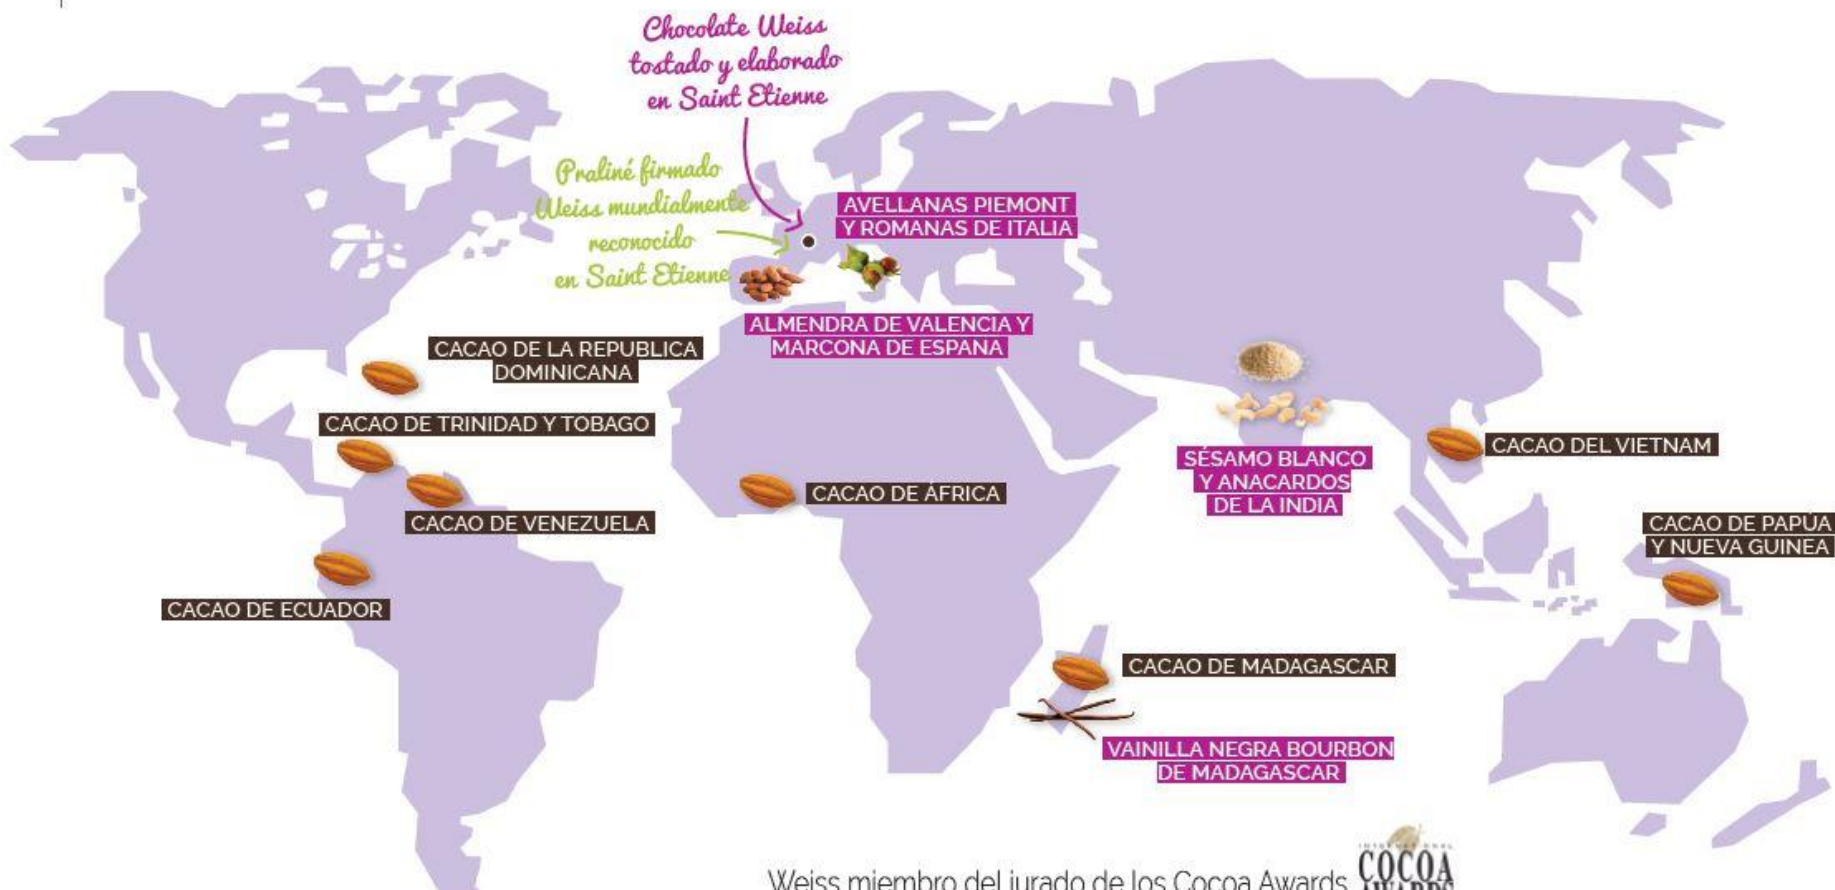 Chocolate Weiss
tostado y elaborado
en Saint Etienne
Praliné firmado
Weiss mundialmente
reconocido
en Saint Etienne
AVELLANAS PIEMONT
Y ROMANAS DE ITALIA
ALMENDRA DE VALENCIA Y
MARCONA DE ESPANA
CACAO DE LA REPUBLICA
DOMINICANA
CACAO DE TRINIDAD Y TOBAGO
CACAO DE VENEZUELA
CACAO DE ECUADOR
CACAO DE ÁFRICA
SÉSAMO BLANCO
Y ANACARDOS
DE LA INDIA
CACAO DEL VIETNAM
CACAO DE PAPÚA
Y NUEVA GUINEA
CACAO DE MADAGASCAR
VAINILLA NEGRA BOURBON
DE MADAGASCAR
Weiss miembro del jurado de los Cocoa Awards
INTERNATIONAL
COCOA
AWARDS